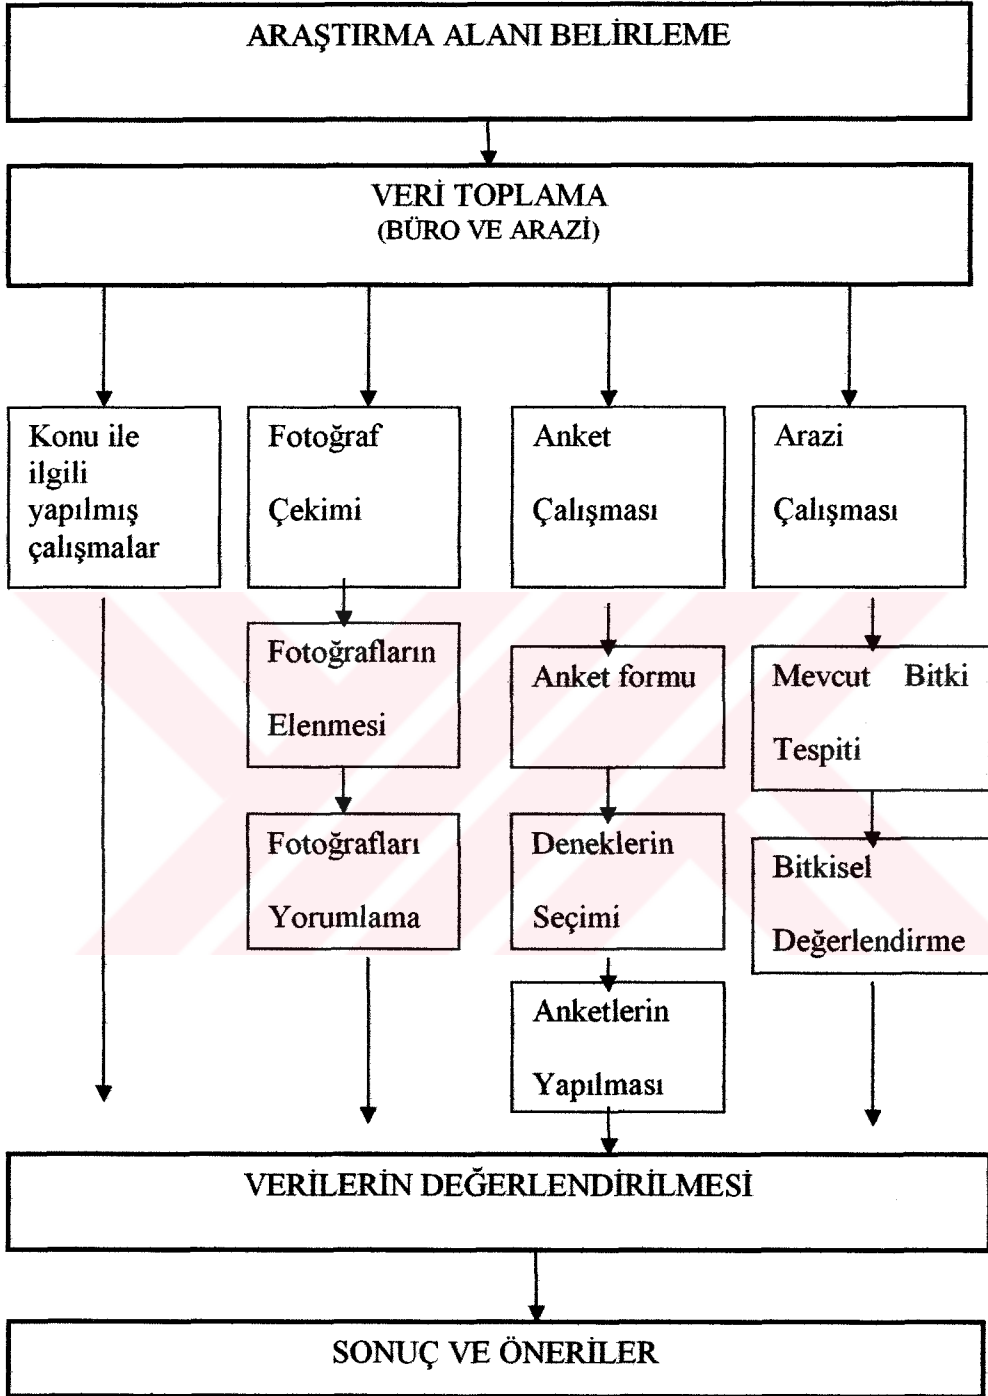 ARAŞTIRMA ALANI BELİRLEME
VERİ TOPLAMA
(BÜRO VE ARAZİ)
Konu ile
ilgili
yapılmış
çalışmalar
Fotoğraf
Çekimi
Fotoğrafların
Elenmesi
Fotoğrafları
Yorumlama
Anket
Çalışması
Anket formu
Deneklerin
Seçimi
Anketlerin
Yapılması
Arazi
Çalışması
Mevcut Bitki
Tespiti
Bitkisel
Değerlendirme
VERİLERİN DEĞERLENDİRİLMESİ
SONUÇ VE ÖNERİLER